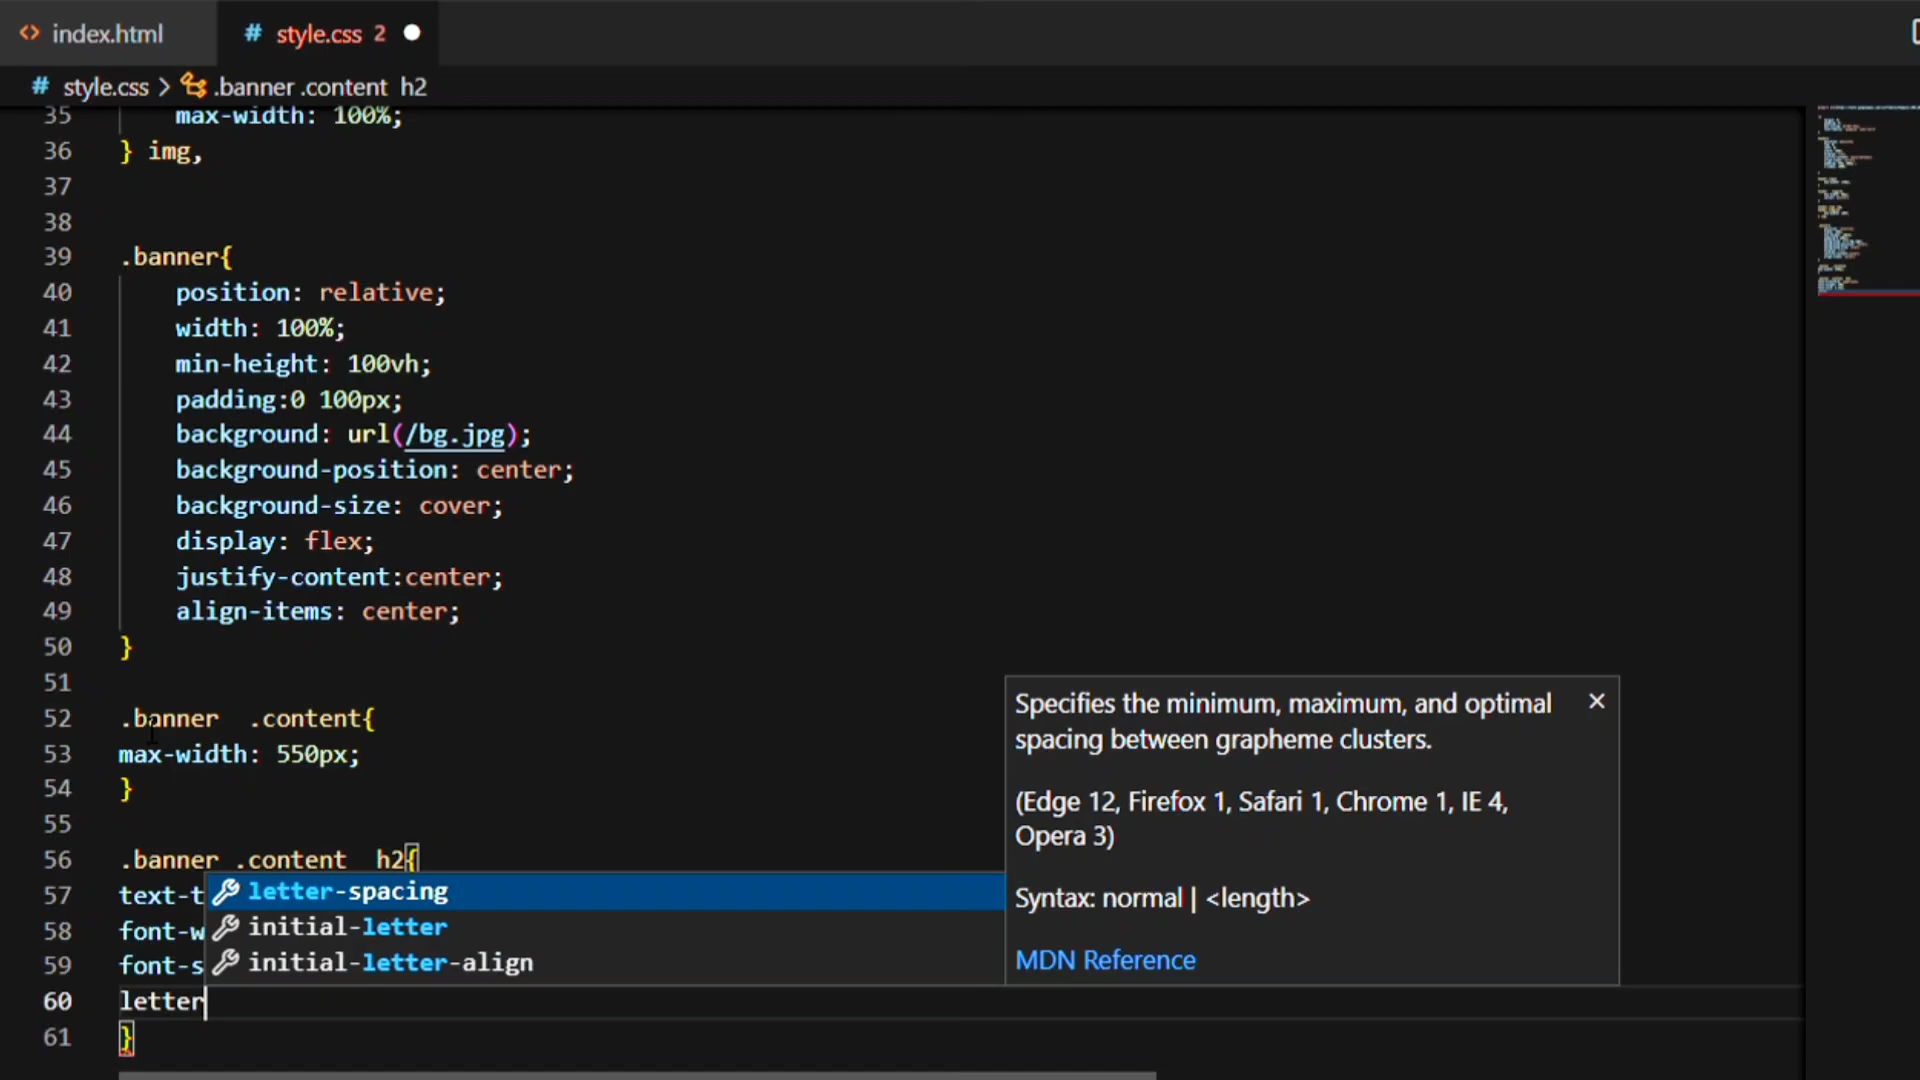 index.html
# style.css 2
# style.css > .banner .content h2
35 max-width: 100%;
36 } img,
37
38
39 .banner{
40 position: relative;
41 width: 100%;
42 min-height: 100vh;
43 padding:0 100px;
44 background: url(/bg.jpg);
45 background-position: center;
46 background-size: cover;
47 display: flex;
48 justify-content:center;
49 align-items: center;
50 }
51
52 .banner  .content{
53 max-width: 550px;
54 }
55
56 .banner .content  h2{
57 text-t
58 font-w
59 font-s
60 letter
61 }
letter-spacing
initial-letter
initial-letter-align
Specifies the minimum, maximum, and optimal
spacing between grapheme clusters.
(Edge 12, Firefox 1, Safari 1, Chrome 1, IE 4,
Opera 3)
Syntax: normal | <length>
MDN Reference